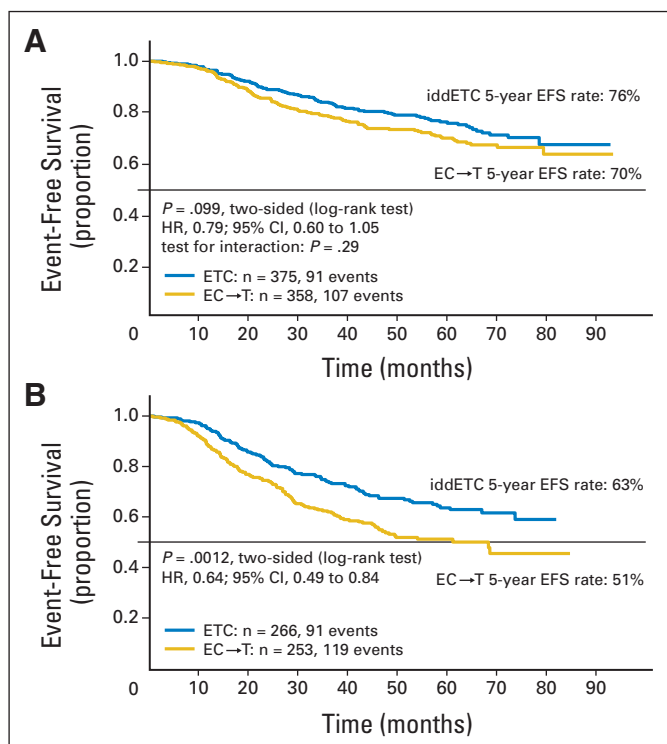 A
Event-Free Survival
(proportion)
1.0
0.8
0.6
0.4
0.2
iddETC 5-year EFS rate: 76%
EC→T 5-year EFS rate: 70%
P = .099, two-sided (log-rank test)
HR, 0.79; 95% CI, 0.60 to 1.05
test for interaction: P = .29
ETC: n = 375, 91 events
EC→T: n = 358, 107 events
0 10 20 30 40 50 60 70 80 90
Time (months)
B
Event-Free Survival
(proportion)
1.0
0.8
0.6
0.4
0.2
iddETC 5-year EFS rate: 63%
P = .0012, two-sided (log-rank test)
HR, 0.64; 95% CI, 0.49 to 0.84
EC→T 5-year EFS rate: 51%
ETC: n = 266, 91 events
EC→T: n = 253, 119 events
0 10 20 30 40 50 60 70 80 90
Time (months)